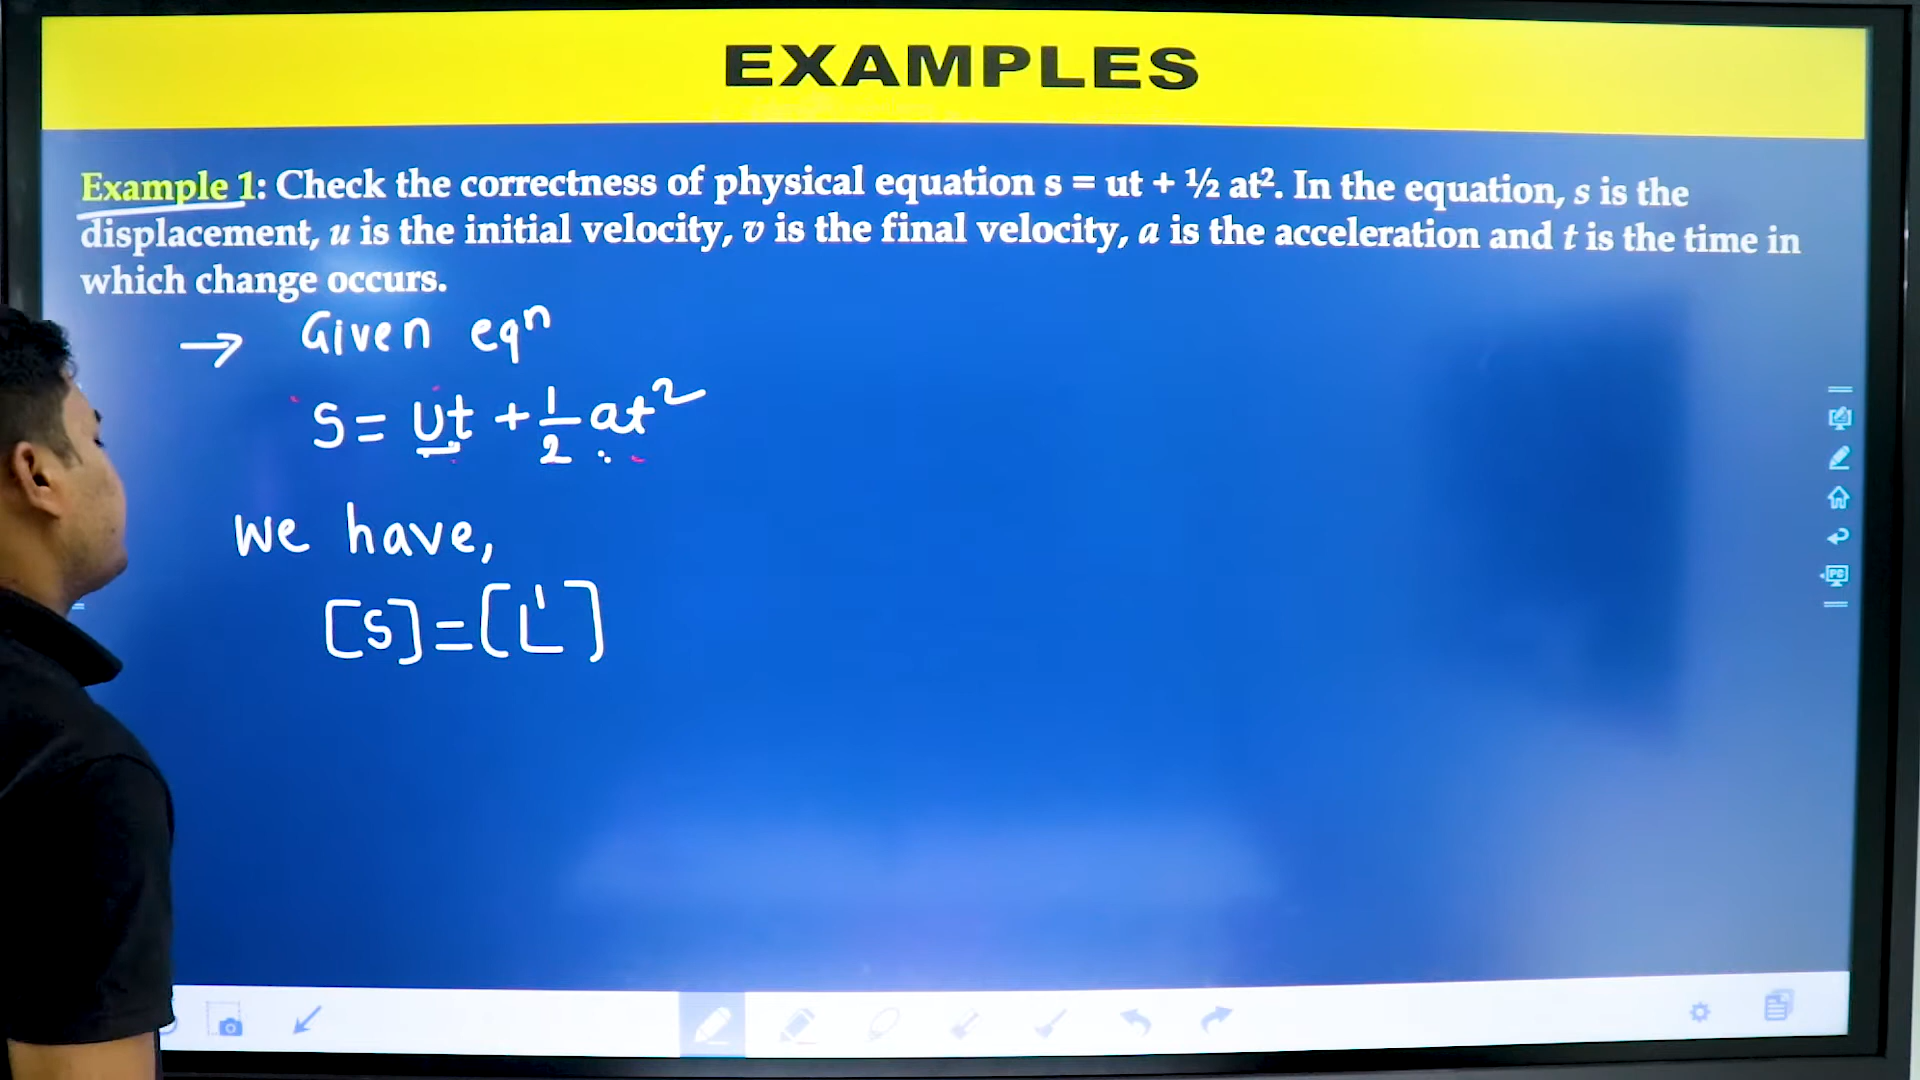 EXAMPLES
Example 1: Check the correctness of physical equation s = ut + ½ at². In the equation, s is the
displacement, u is the initial velocity, v is the final velocity, a is the acceleration and t is the time in
which change occurs.
→ Given eqⁿ
S = ut + 1/2 at²
We have,
[S] = [L¹]
PC